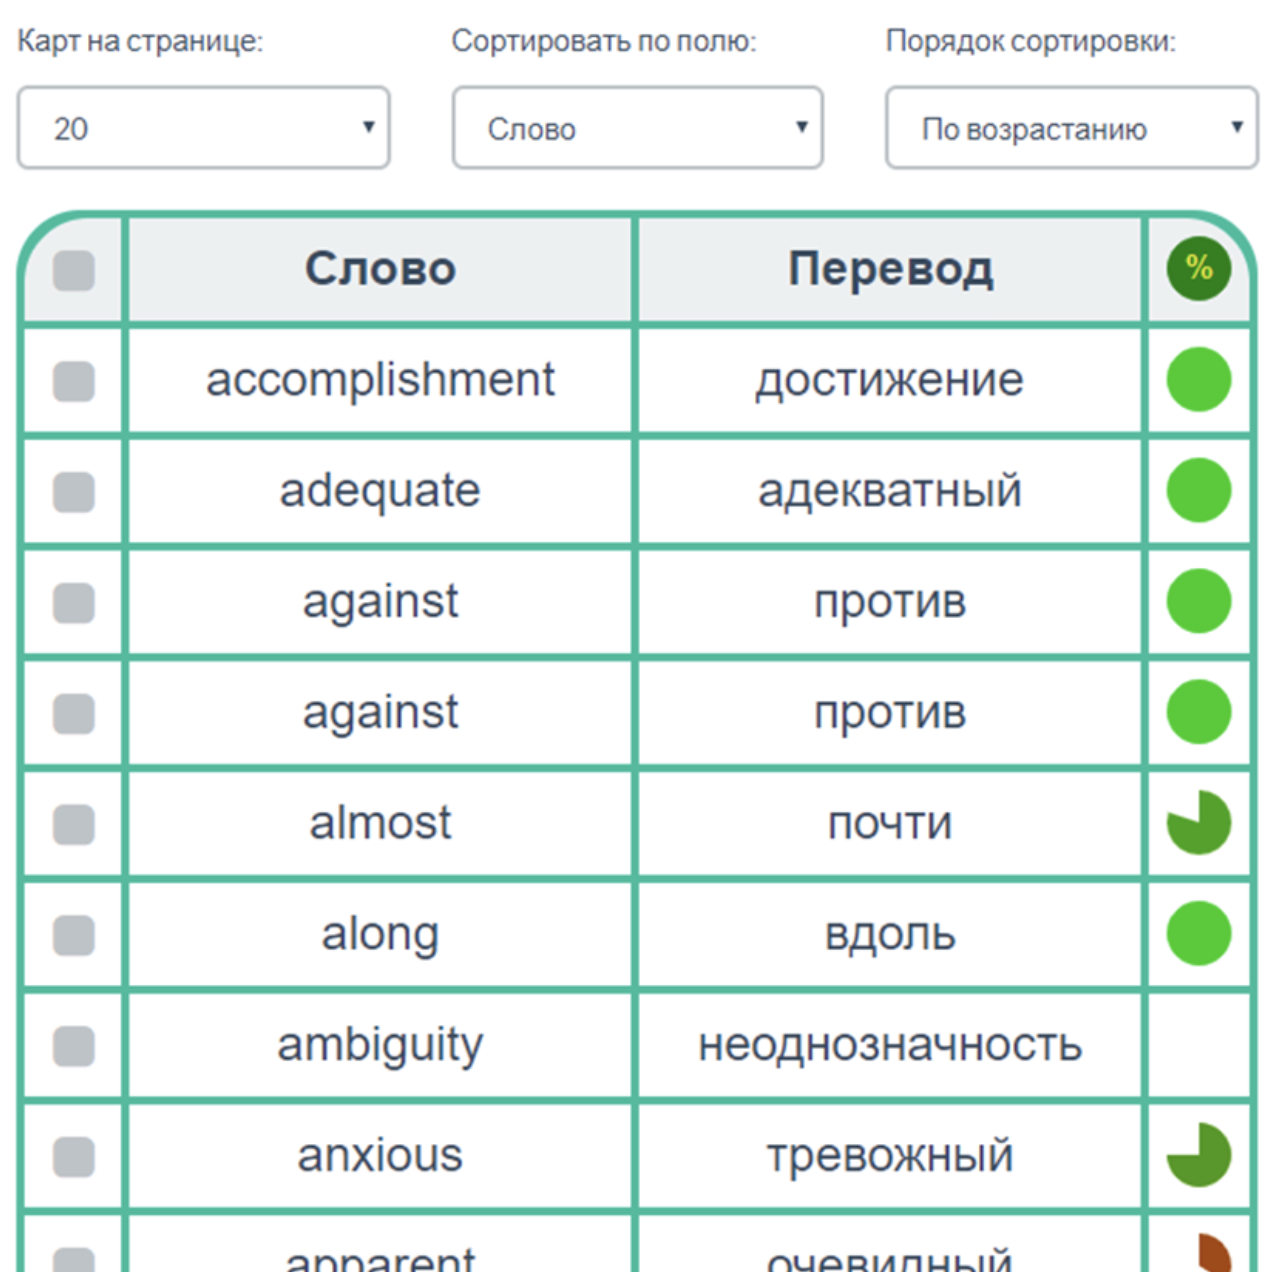 Карт на странице: Сортировать по полю: Порядок сортировки:
20 Слово По возрастанию
Слово Перевод %
accomplishment достижение
adequate адекватный
against против
against против
almost почти
along вдоль
ambiguity неоднозначность
anxious тревожный
apparent очевидный